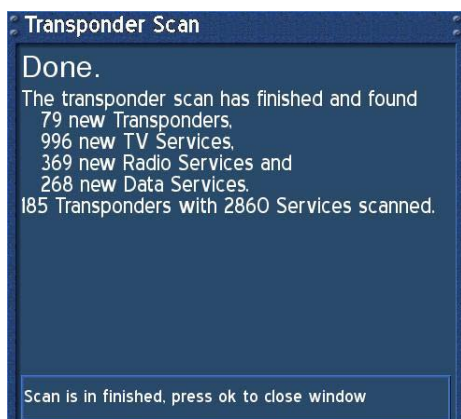 Transponder Scan
Done.
The transponder scan has finished and found
79 new Transponders,
996 new TV Services,
369 new Radio Services and
268 new Data Services.
185 Transponders with 2860 Services scanned.
Scan is in finished, press ok to close window